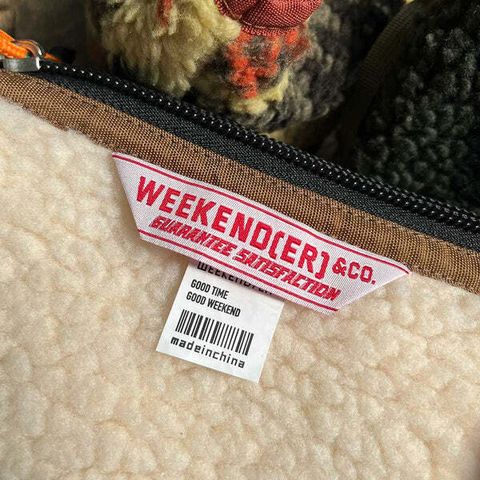 WEEKEND(ER) &CO.
GUARANTEE SATISFACTION
GOOD TIME
GOOD WEEKEND
madeinchina